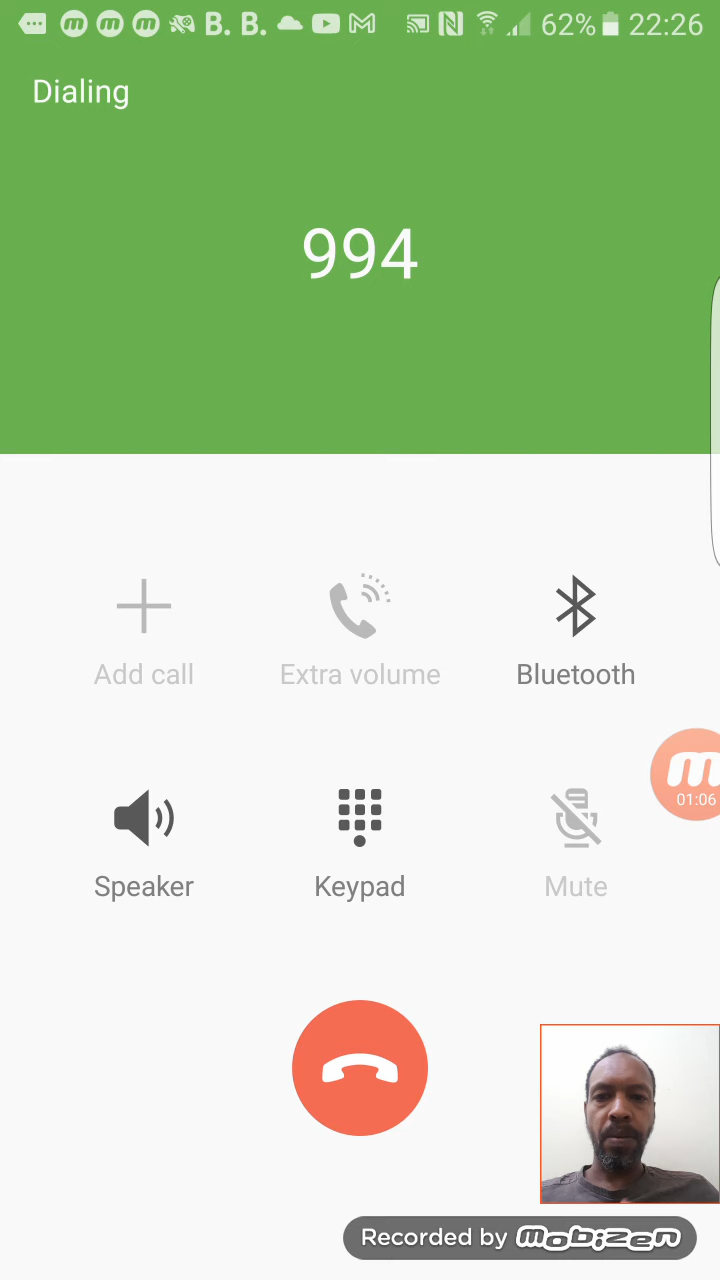 B. B. 62% 22:26
Dialing
994
Add call
Extra volume
Bluetooth
01:06
Speaker
Keypad
Mute
Recorded by mobizen